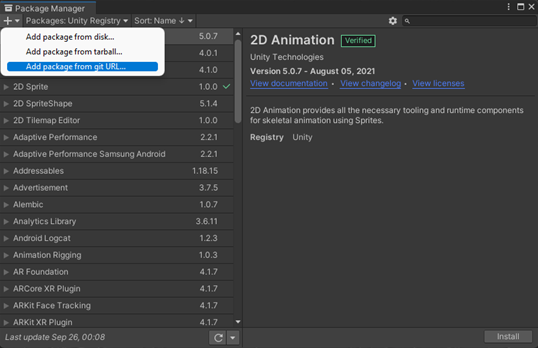 Package Manager
+ Packages: Unity Registry Sort: Name ↓
Add package from disk...
Add package from tarball...
Add package from git URL...
5.0.7
4.0.1
4.1.0
2D Sprite 1.0.0
2D SpriteShape 5.1.4
2D Tilemap Editor 1.0.0
Adaptive Performance 2.2.1
Adaptive Performance Samsung Android 2.2.1
Addressables 1.18.15
Advertisement 3.7.5
Alembic 1.0.7
Analytics Library 3.6.11
Android Logcat 1.2.3
Animation Rigging 1.0.3
AR Foundation 4.1.7
ARCore XR Plugin 4.1.7
ARKit Face Tracking 4.1.7
ARKit XR Plugin 4.1.7
Last update Sep 26, 00:08
2D Animation Verified
Unity Technologies
Version 5.0.7 - August 05, 2021
View documentation • View changelog • View licenses
2D Animation provides all the necessary tooling and runtime components
for skeletal animation using Sprites.
Registry Unity
Install